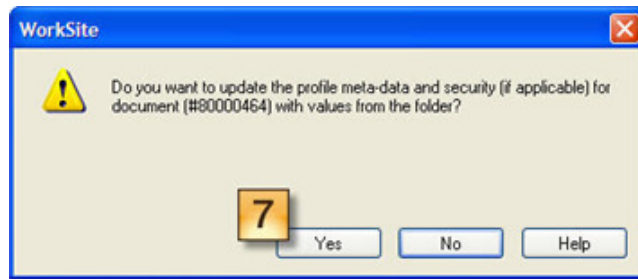 WorkSite
Do you want to update the profile meta-data and security (if applicable) for
document (#80000464) with values from the folder?
7
Yes
No
Help